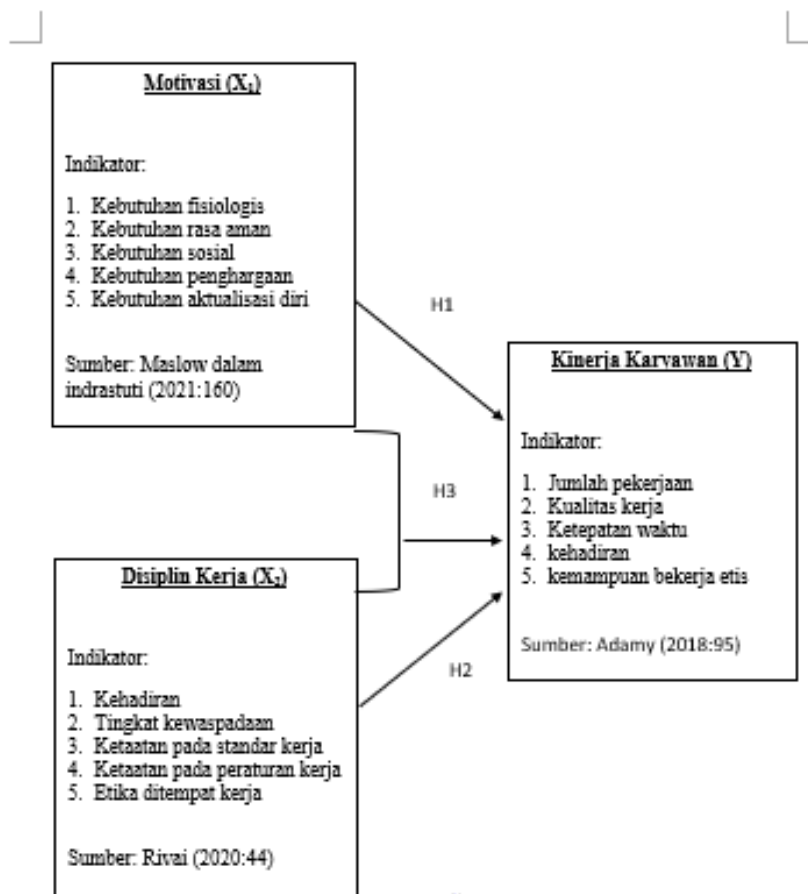 Motivasi (X₁)
Indikator:
1. Kebutuhan fisiologis
2. Kebutuhan rasa aman
3. Kebutuhan sosial
4. Kebutuhan penghargaan
5. Kebutuhan aktualisasi diri
Sumber: Maslow dalam
indrastuti (2021:160)
H1
H3
H2
Disiplin Kerja (X₂)
Indikator:
1. Kehadiran
2. Tingkat kewaspadaan
3. Ketaatan pada standar kerja
4. Ketaatan pada peraturan kerja
5. Etika ditempat kerja
Sumber: Rivai (2020:44)
Kinerja Karyawan (Y)
Indikator:
1. Jumlah pekerjaan
2. Kualitas kerja
3. Ketepatan waktu
4. kehadiran
5. kemampuan bekerja etis
Sumber: Adamy (2018:95)